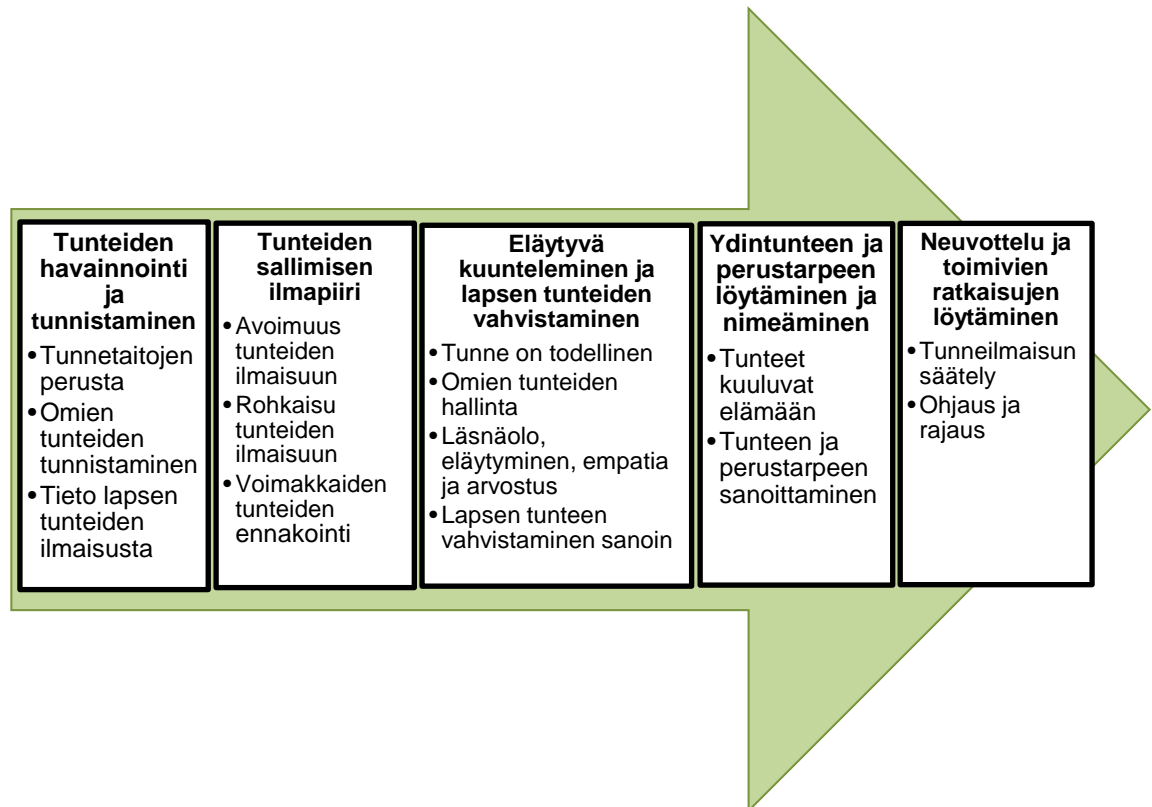 Tunteiden
havainnointi
ja
tunnistaminen
•Tunnetaitojen
perusta
•Omien
tunteiden
tunnistaminen
•Tieto lapsen
tunteiden
ilmaisusta
Tunteiden
sallimisen
ilmapiiri
•Avoimuus
tunteiden
ilmaisuun
•Rohkaisu
tunteiden
ilmaisuun
•Voimakkaiden
tunteiden
ennakointi
Eläytyvä
kuunteleminen ja
lapsen tunteiden
vahvistaminen
•Tunne on todellinen
•Omien tunteiden
hallinta
•Läsnäolo,
eläytyminen, empatia
ja arvostus
•Lapsen tunteen
vahvistaminen sanoin
Ydintunteen ja
perustarpeen
löytäminen ja
nimeäminen
•Tunteet
kuuluvat
elämään
•Tunteen ja
perustarpeen
sanoittaminen
Neuvottelu ja
toimivien
ratkaisujen
löytäminen
•Tunneilmaisun
säätely
•Ohjaus ja
rajaus